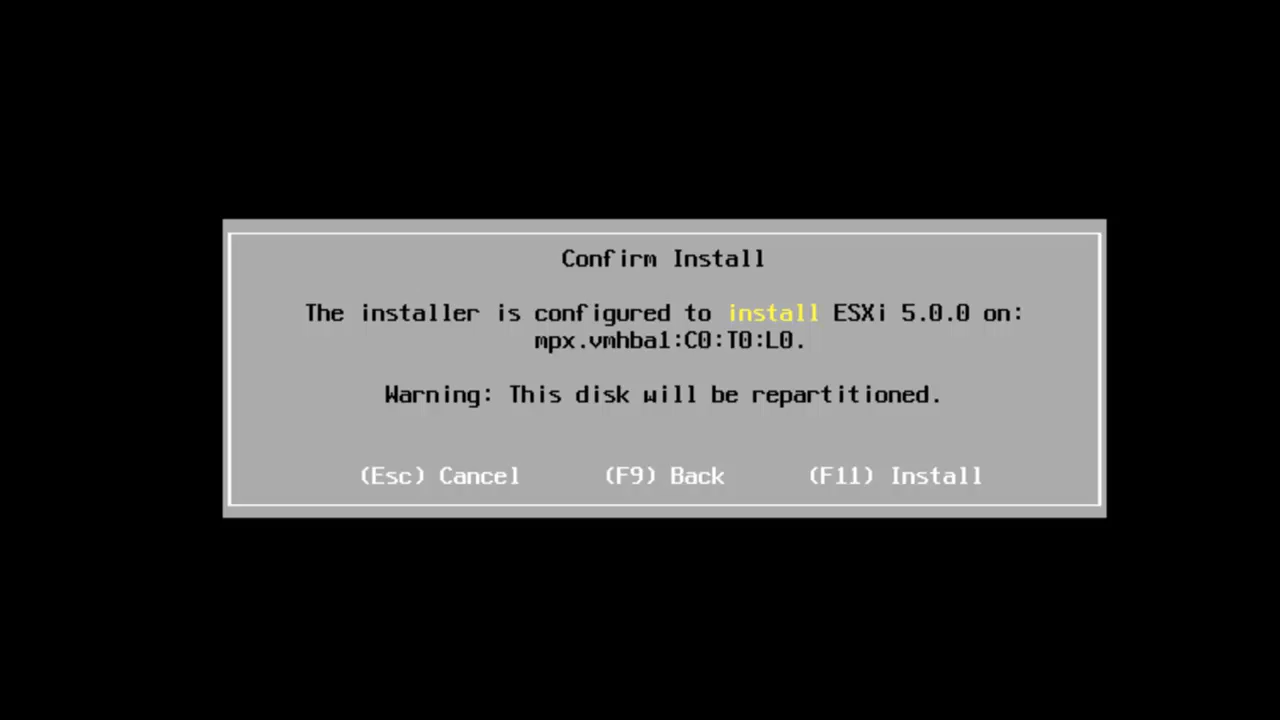 Confirm Install
The installer is configured to install ESXi 5.0.0 on:
mpx.vmhba1:C0:T0:L0.
Warning: This disk will be repartitioned.
(Esc) Cancel (F9) Back (F11) Install